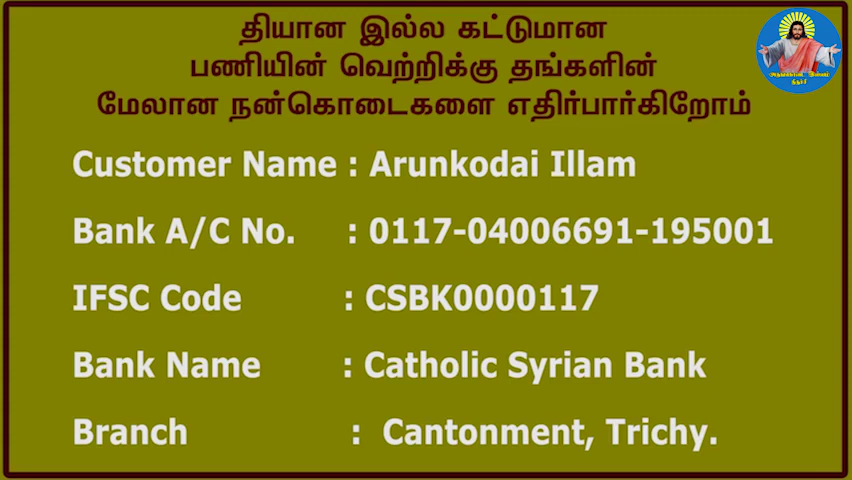 தியான இல்ல கட்டுமான
பணியின் வெற்றிக்கு தங்களின்
மேலான நன்கொடைகளை எதிர்பார்கிறோம்
Customer Name : Arunkodai Illam
Bank A/C No. : 0117-04006691-195001
IFSC Code : CSBK0000117
Bank Name : Catholic Syrian Bank
Branch : Cantonment, Trichy.